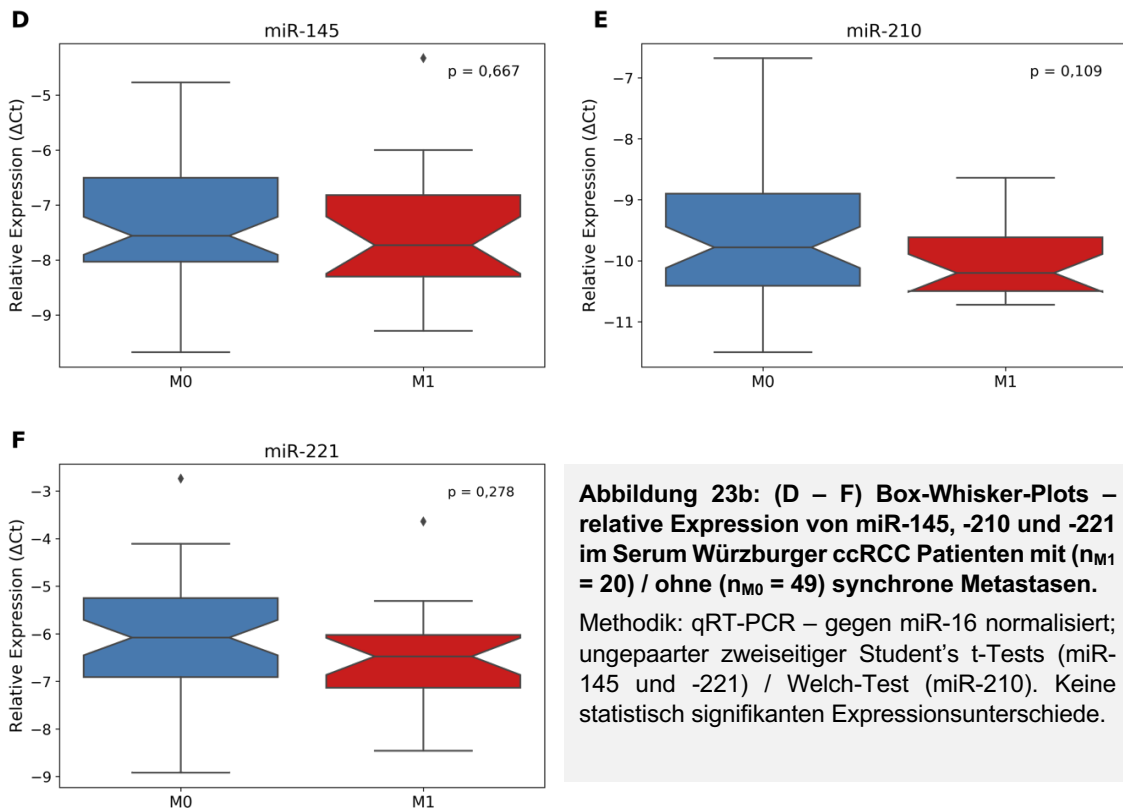 D
miR-145
p = 0,667
Relative Expression (ΔCt)
−5
−6
−7
−8
−9
M0
M1
E
miR-210
p = 0,109
Relative Expression (ΔCt)
−7
−8
−9
−10
−11
M0
M1
F
miR-221
p = 0,278
Relative Expression (ΔCt)
−3
−4
−5
−6
−7
−8
−9
M0
M1
Abbildung 23b: (D – F) Box-Whisker-Plots –
relative Expression von miR-145, -210 und -221
im Serum Würzburger ccRCC Patienten mit (nM1
= 20) / ohne (nM0 = 49) synchrone Metastasen.
Methodik: qRT-PCR – gegen miR-16 normalisiert;
ungepaarter zweiseitiger Student’s t-Tests (miR-
145 und -221) / Welch-Test (miR-210). Keine
statistisch signifikanten Expressionsunterschiede.